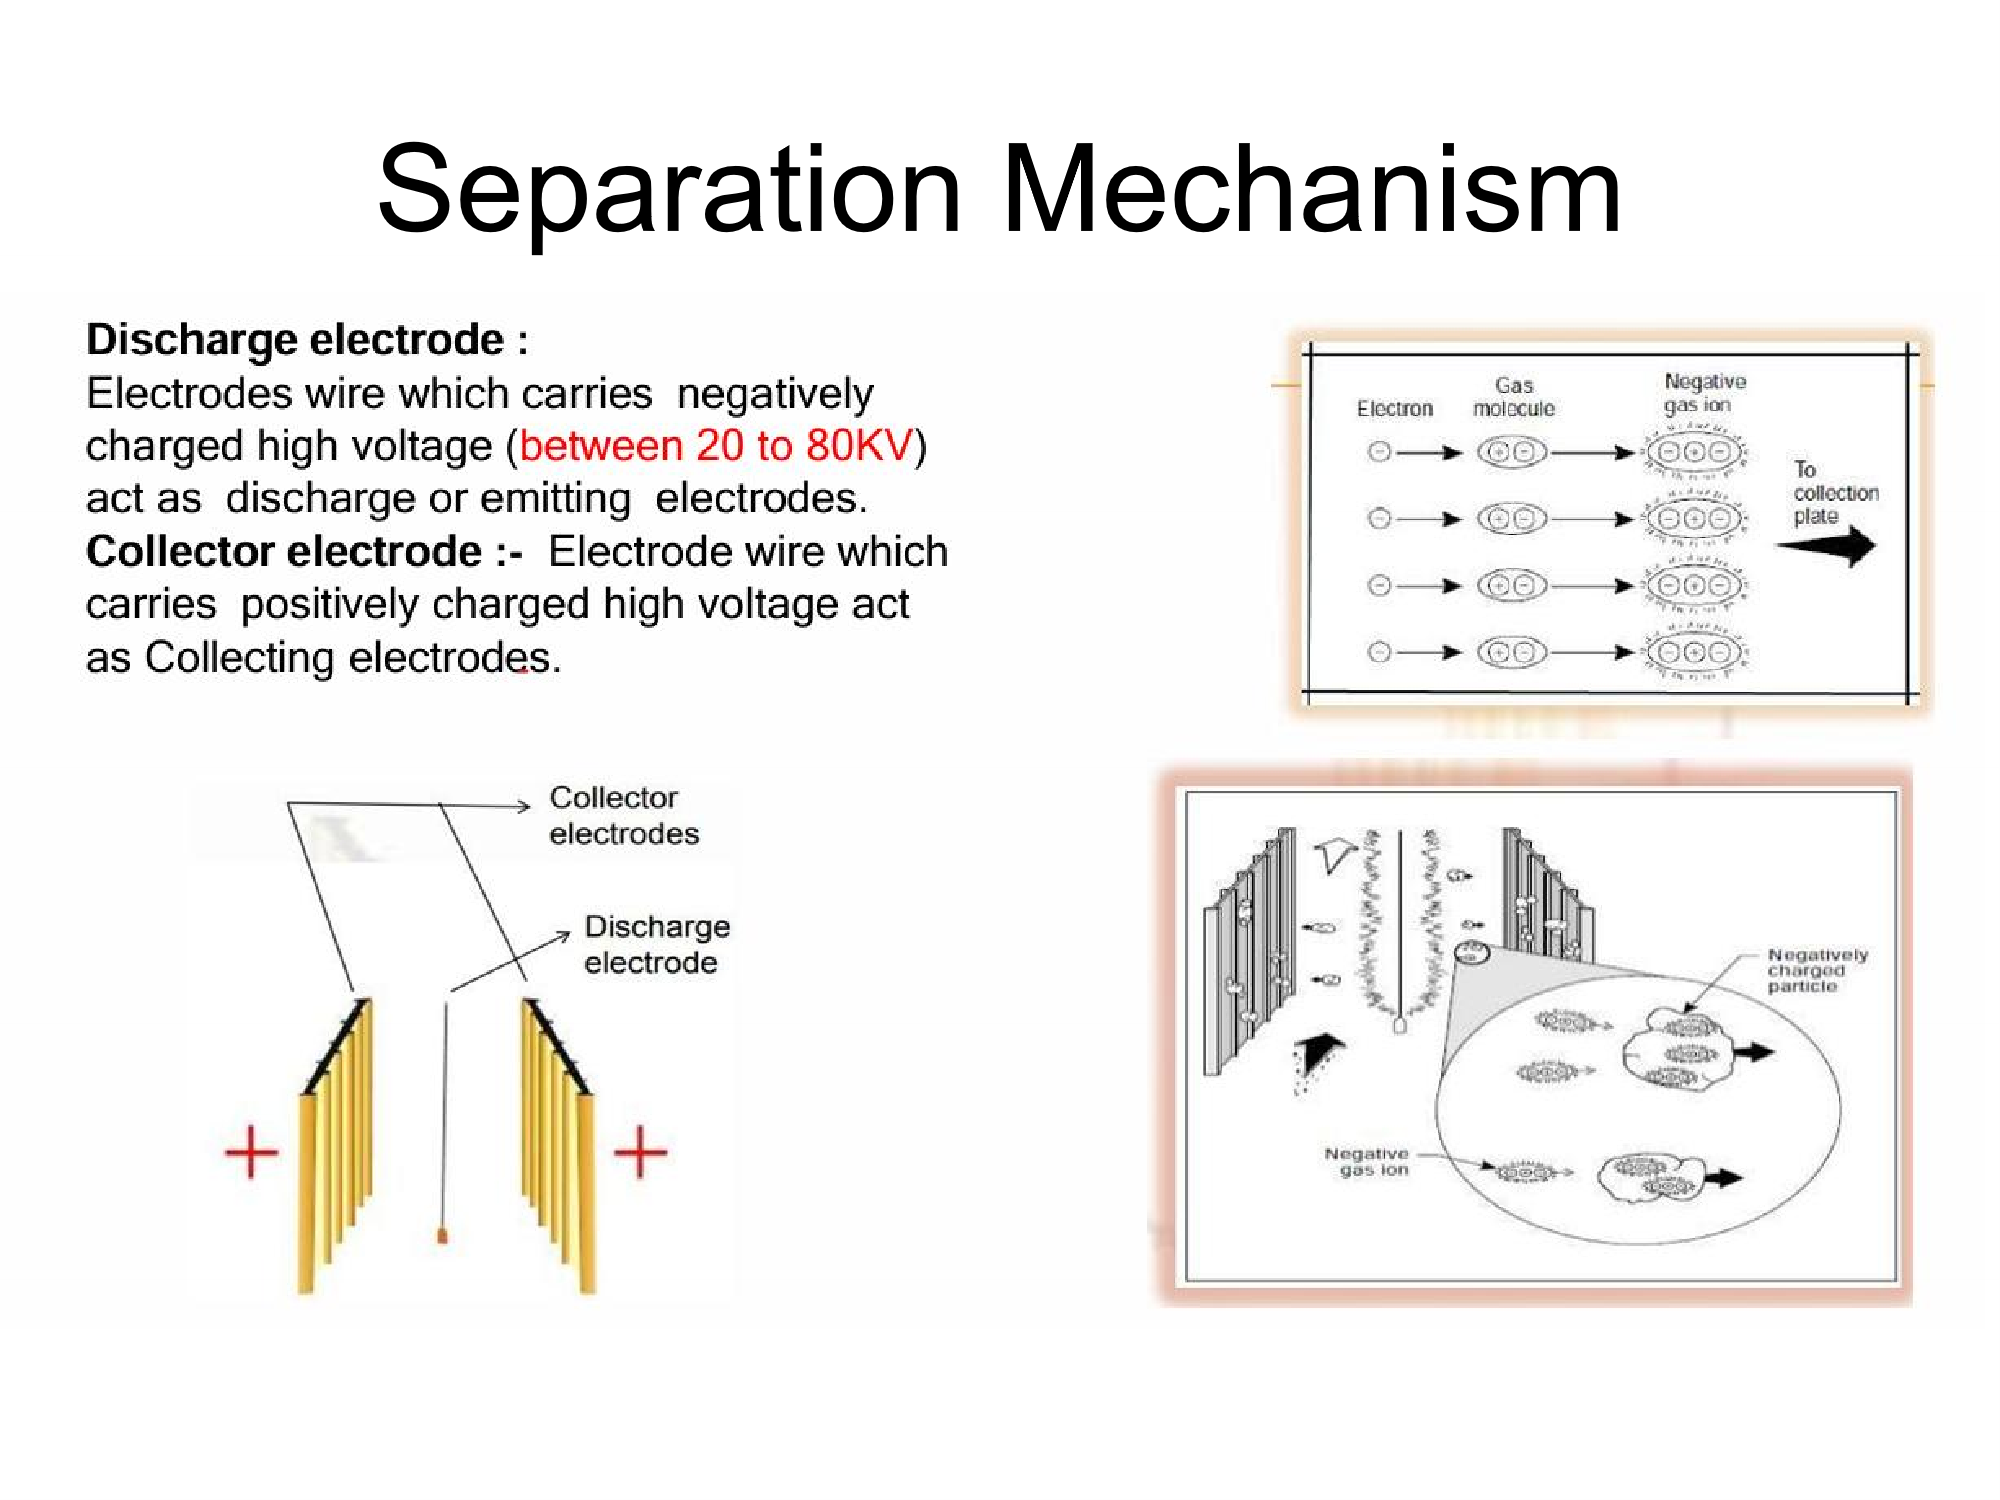 Separation Mechanism
Discharge electrode :
Electrodes wire which carries negatively
charged high voltage (between 20 to 80KV)
act as discharge or emitting electrodes.
Collector electrode :- Electrode wire which
carries positively charged high voltage act
as Collecting electrodes.
Electron
Gas
molecule
Negative
gas ion
To
collection
plate
Collector
electrodes
Discharge
electrode
Negatively
charged
particle
Negative
gas ion